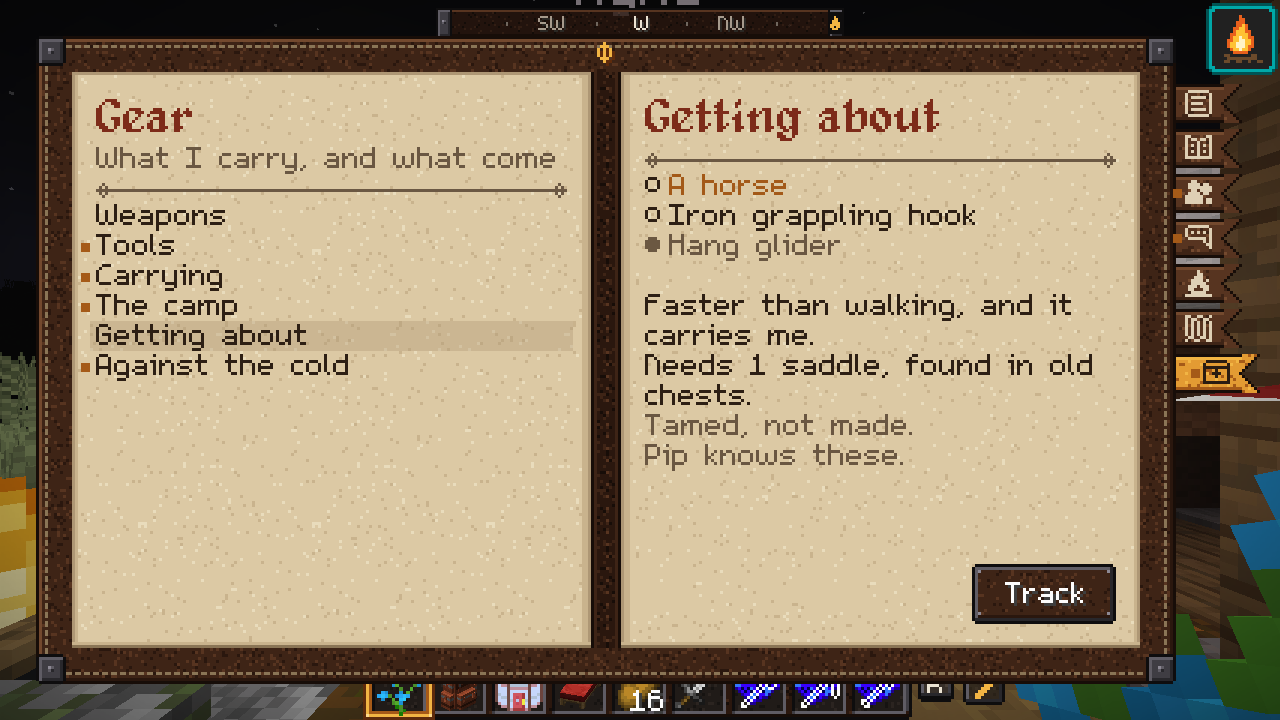 SW W NW
Gear
What I carry, and what come
Weapons
Tools
Carrying
The camp
Getting about
Against the cold
Getting about
A horse
Iron grappling hook
Hang glider
Faster than walking, and it
carries me.
Needs 1 saddle, found in old
chests.
Tamed, not made.
Pip knows these.
Track
16